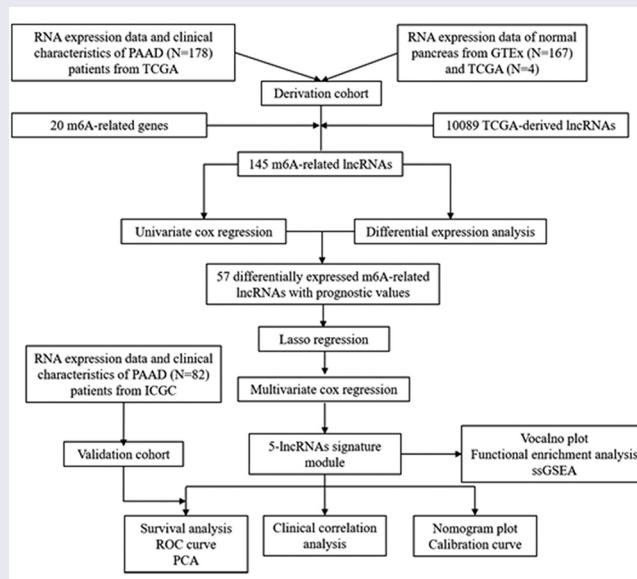 RNA expression data and clinical
characteristics of PAAD (N=178)
patients from TCGA
RNA expression data of normal
pancreas from GTEx (N=167)
and TCGA (N=4)
Derivation cohort
20 m6A-related genes
10089 TCGA-derived lncRNAs
145 m6A-related lncRNAs
Univariate cox regression
Differential expression analysis
57 differentially expressed m6A-related
lncRNAs with prognostic values
Lasso regression
RNA expression data and clinical
characteristics of PAAD (N=82)
patients from ICGC
Multivariate cox regression
Validation cohort
5-lncRNAs signature
module
Vocalno plot
Functional enrichment analysis
ssGSEA
Survival analysis
ROC curve
PCA
Clinical correlation
analysis
Nomogram plot
Calibration curve